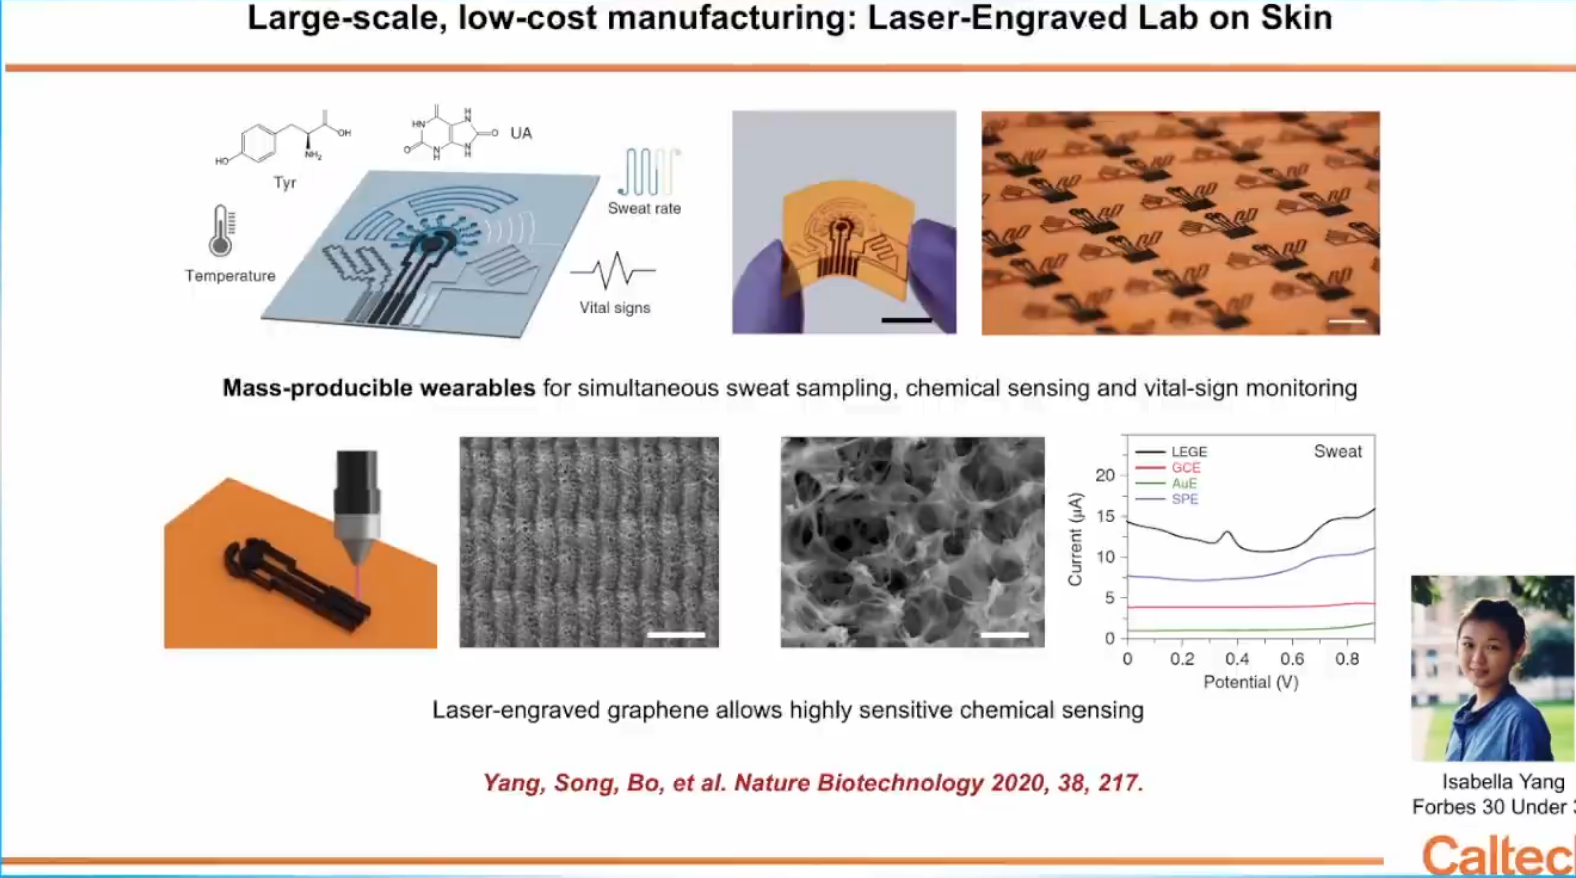 Large-scale, low-cost manufacturing: Laser-Engraved Lab on Skin
HO
NH2
OH
Tyr
HN
H
N
O
N
H
N
H
O
UA
Sweat rate
Temperature
Vital signs
Mass-producible wearables for simultaneous sweat sampling, chemical sensing and vital-sign monitoring
LEGE
GCE
AuE
SPE
Sweat
Current (µA)
20
15
10
5
0
0 0.2 0.4 0.6 0.8
Potential (V)
Laser-engraved graphene allows highly sensitive chemical sensing
Yang, Song, Bo, et al. Nature Biotechnology 2020, 38, 217.
Isabella Yang
Forbes 30 Under
Caltec